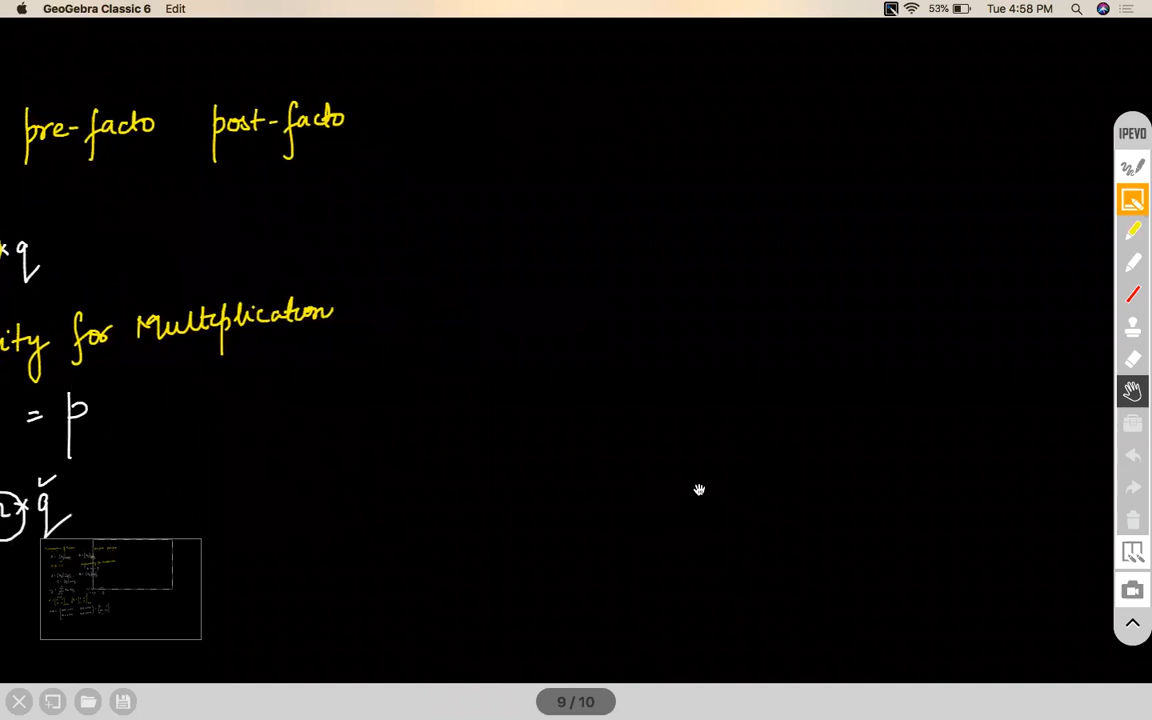 GeoGebra Classic 6 Edit 53% Tue 4:58 PM
pre-facto post-facto
IPEVO
* q
ity for Multiplication
= p
2 * q
9 / 10